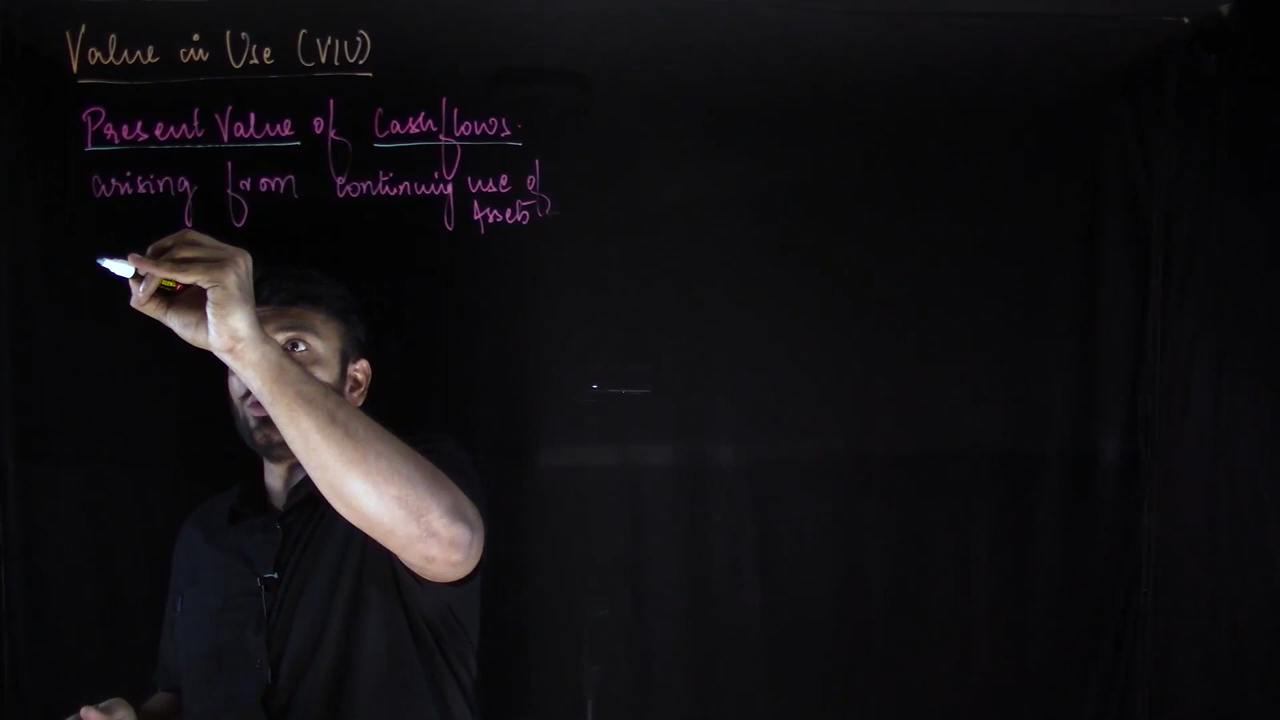 Value in Use (VIU)
Present Value of Cashflows.
arising from continuing use of
Assets